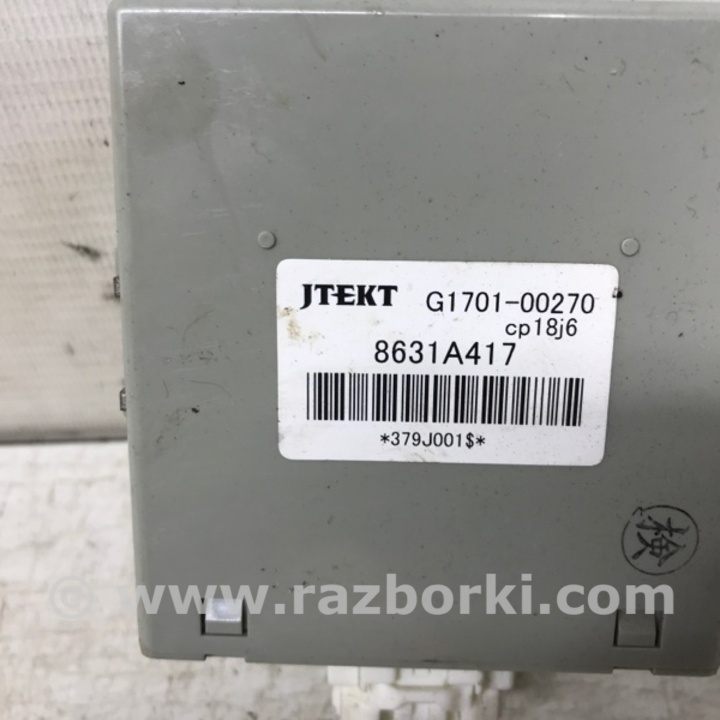 JTEKT G1701-00270
cp18j6
8631A417
*379J001$*
検
© www.razborki.com